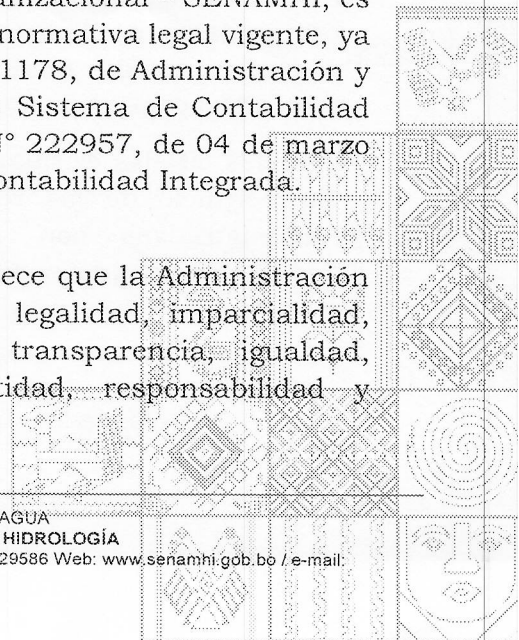 anizacional SENAMHI, es
normativa legal vigente, ya
1178, de Administración y
Sistema de Contabilidad
N° 222957, de 04 de marzo
ontabilidad Integrada.
ece que la Administración
legalidad, imparcialidad,
transparencia, igualdad,
tidad, responsabilidad y
AGUA
HIDROLOGÍA
29586 Web: www.senamhi.gob.bo / e-mail: